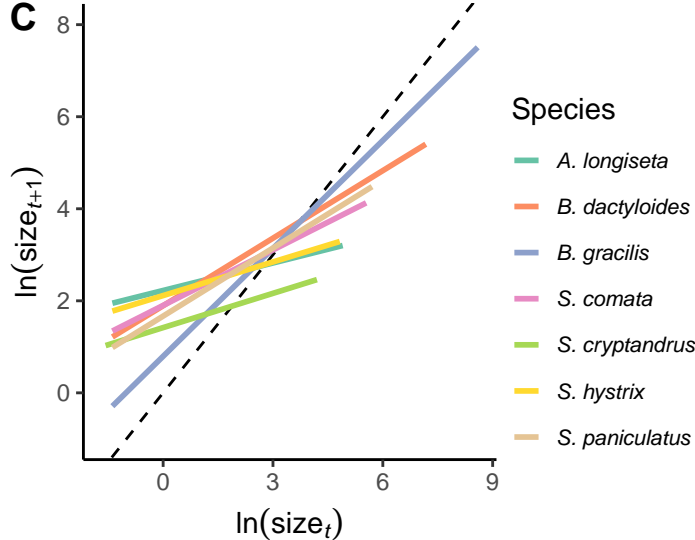 C
8
6
4
2
0
ln(size_{t+1})
0 3 6 9
ln(size_t)
Species
A. longiseta
B. dactyloides
B. gracilis
S. comata
S. cryptandrus
S. hystrix
S. paniculatus